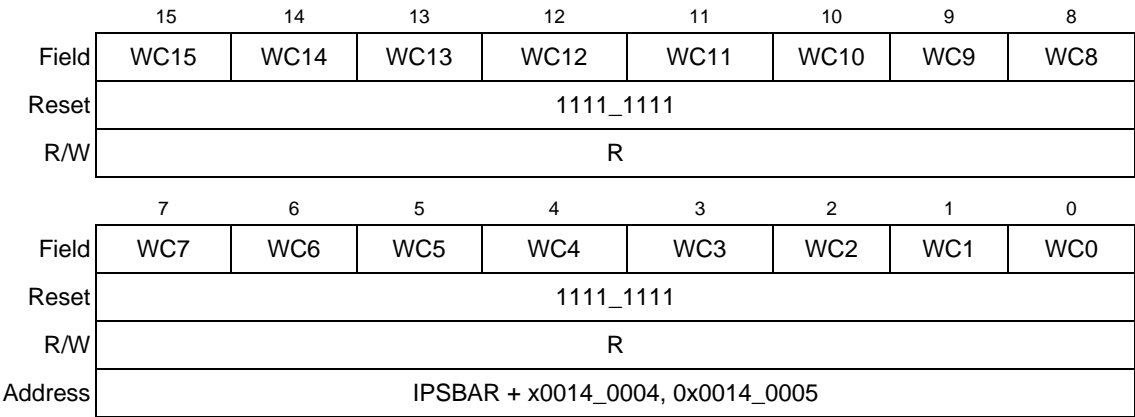 15 14 13 12 11 10 9 8
Field WC15 WC14 WC13 WC12 WC11 WC10 WC9 WC8
Reset 1111_1111
R/W R
7 6 5 4 3 2 1 0
Field WC7 WC6 WC5 WC4 WC3 WC2 WC1 WC0
Reset 1111_1111
R/W R
Address IPSBAR + x0014_0004, 0x0014_0005